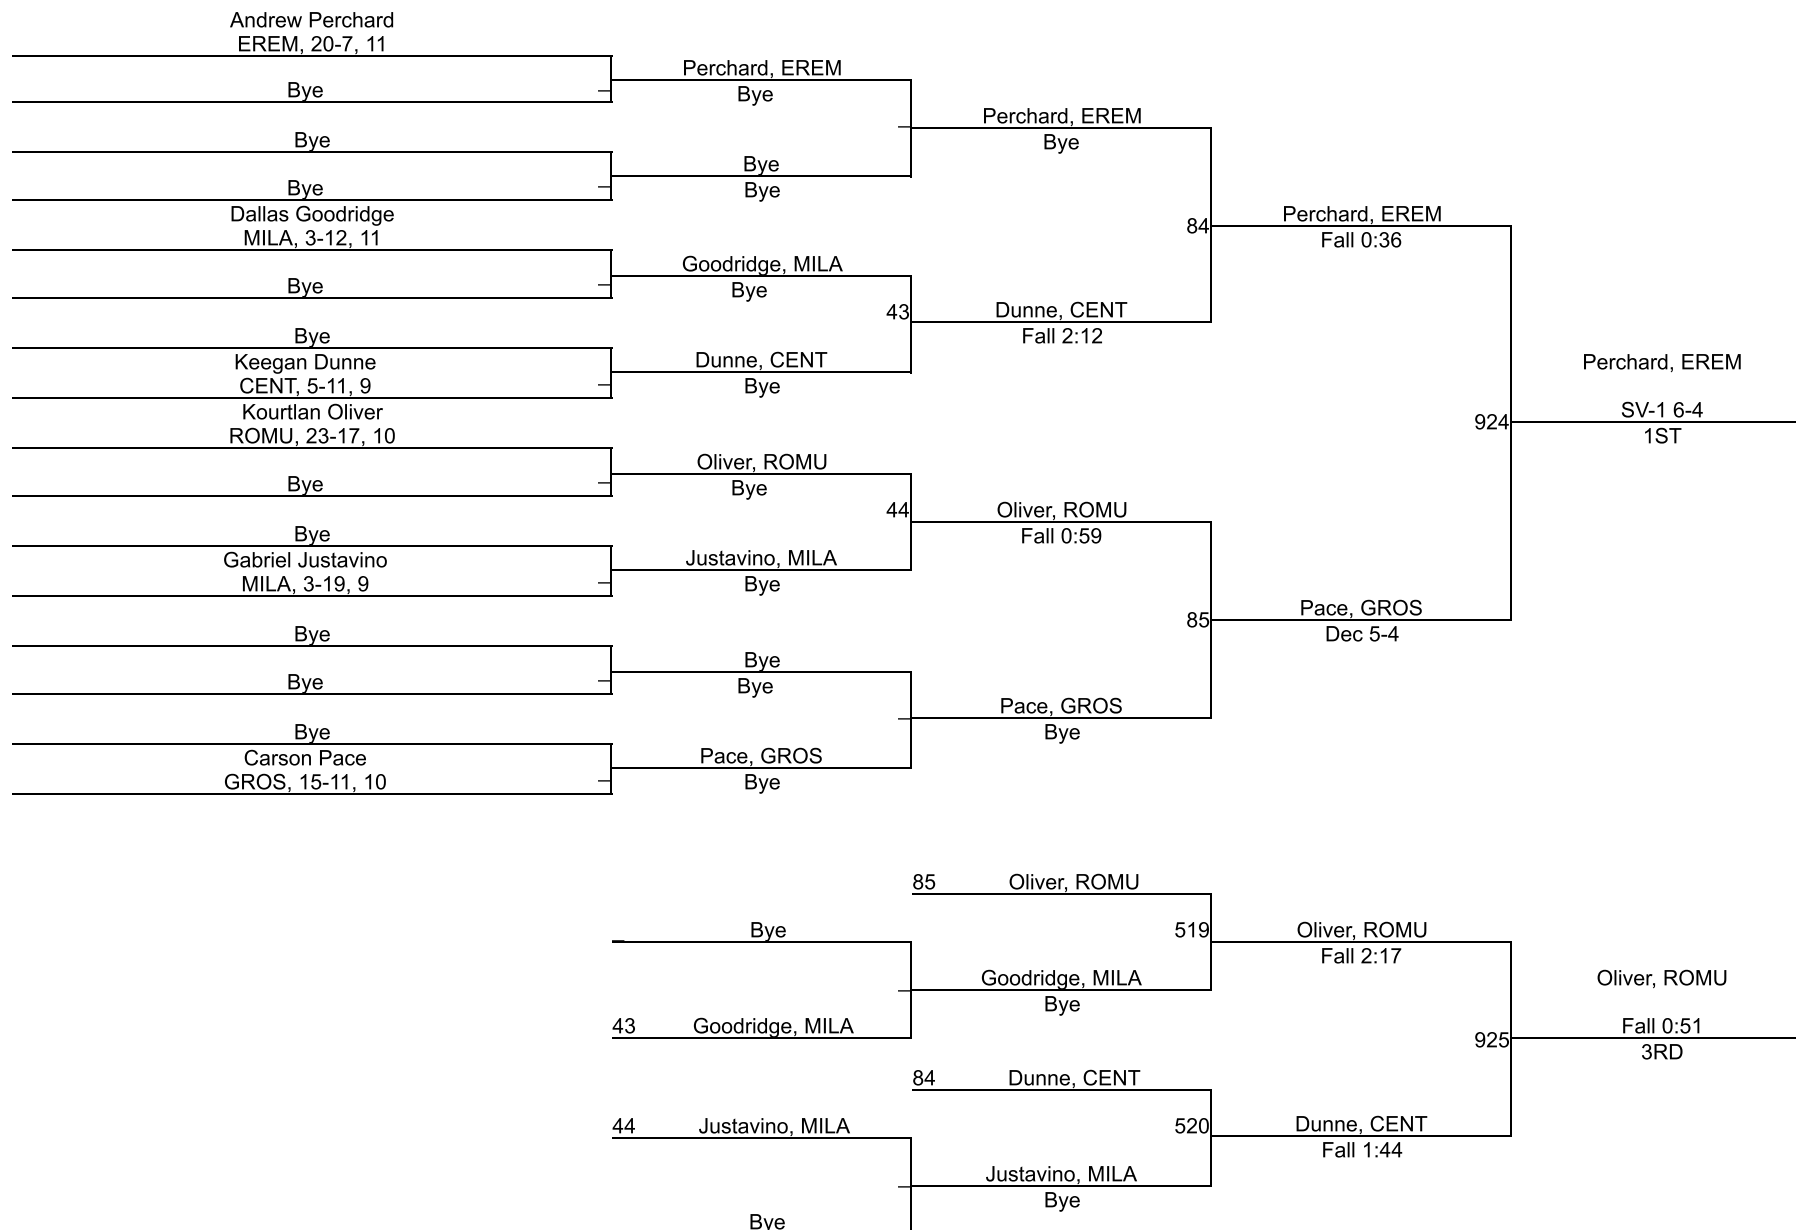 Andrew Perchard
EREM, 20-7, 11
Bye
Bye
Bye
Dallas Goodridge
MILA, 3-12, 11
Bye
Bye
Keegan Dunne
CENT, 5-11, 9
Kourtlan Oliver
ROMU, 23-17, 10
Bye
Bye
Gabriel Justavino
MILA, 3-19, 9
Bye
Bye
Bye
Carson Pace
GROS, 15-11, 10
Perchard, EREM
Bye
Bye
Bye
Goodridge, MILA
Bye
43
Dunne, CENT
Bye
Oliver, ROMU
Bye
44
Justavino, MILA
Bye
Bye
Bye
Pace, GROS
Bye
Perchard, EREM
Bye
84
Dunne, CENT
Fall 2:12
Oliver, ROMU
Fall 0:59
85
Pace, GROS
Bye
Perchard, EREM
Fall 0:36
924
Pace, GROS
Dec 5-4
Perchard, EREM
SV-1 6-4
1ST
85 Oliver, ROMU
Bye
519
Goodridge, MILA
Bye
43 Goodridge, MILA
84 Dunne, CENT
44 Justavino, MILA
520
Justavino, MILA
Bye
Bye
Oliver, ROMU
Fall 2:17
925
Dunne, CENT
Fall 1:44
Oliver, ROMU
Fall 0:51
3RD